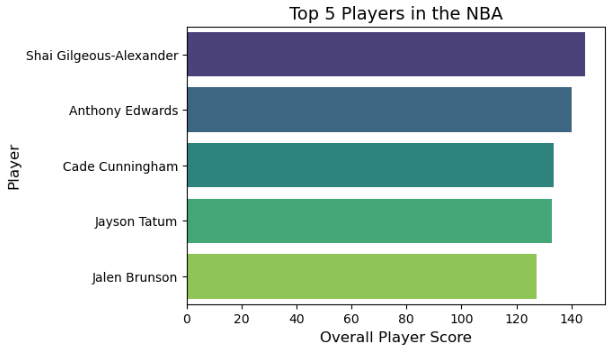 Top 5 Players in the NBA
Player
Shai Gilgeous-Alexander
Anthony Edwards
Cade Cunningham
Jayson Tatum
Jalen Brunson
0 20 40 60 80 100 120 140
Overall Player Score